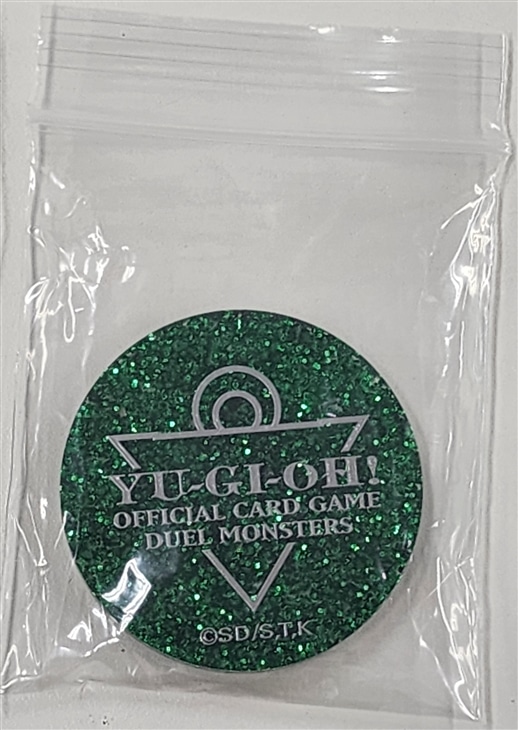 YU-GI-OH!
OFFICIAL CARD GAME
DUEL MONSTERS
©SD/S.T.K